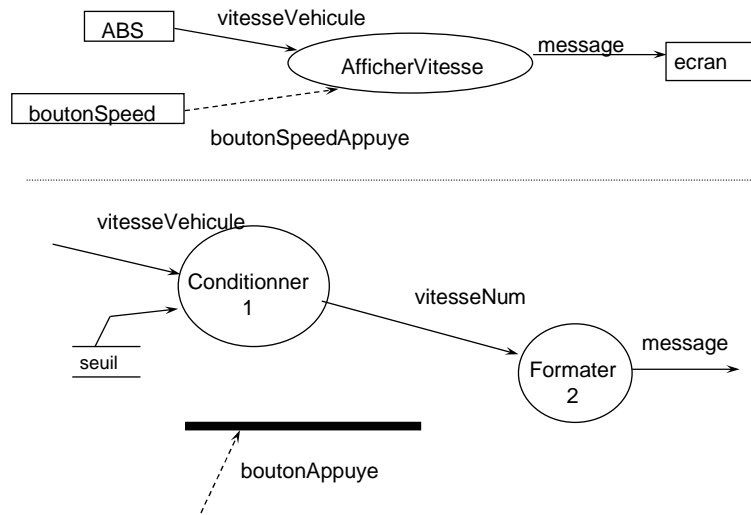 vitesseVehicule
ABS
message
AfficherVitesse
ecran
boutonSpeed
boutonSpeedAppuye
vitesseVehicule
Conditionner
1
vitesseNum
message
seuil
Formater
2
boutonAppuye